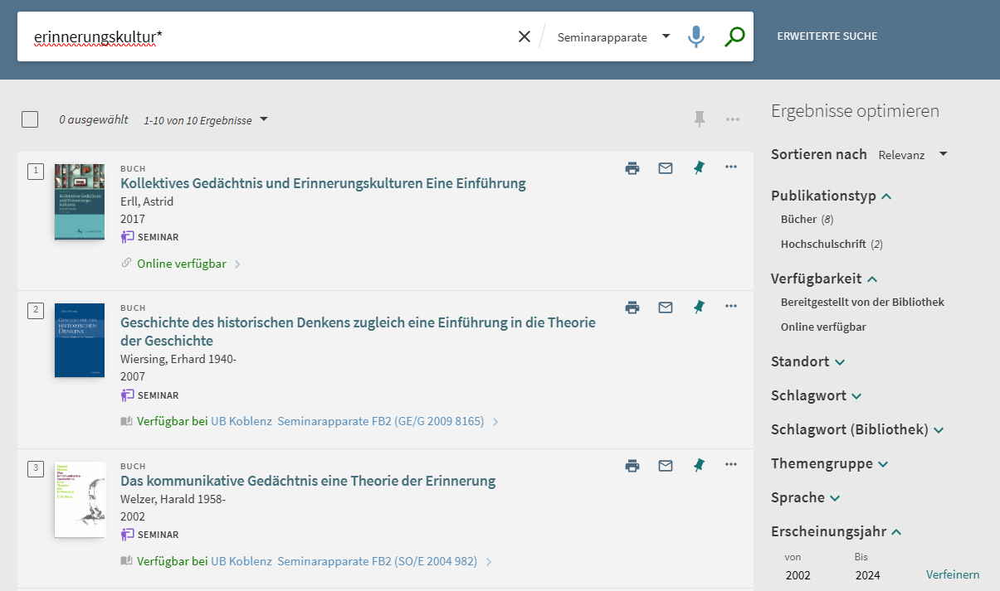 erinnerungskultur*
Seminarapparate
ERWEITERTE SUCHE
0 ausgewählt 1-10 von 10 Ergebnisse
1
BUCH
Kollektives Gedächtnis und Erinnerungskulturen Eine Einführung
Erll, Astrid
2017
SEMINAR
Online verfügbar
2
BUCH
Geschichte des historischen Denkens zugleich eine Einführung in die Theorie
der Geschichte
Wiersing, Erhard 1940-
2007
SEMINAR
Verfügbar bei UB Koblenz Seminarapparate FB2 (GE/G 2009 8165)
GESCHICHTE DES
HISTORISCHEN
DENKENS
3
BUCH
Das kommunikative Gedächtnis eine Theorie der Erinnerung
Welzer, Harald 1958-
2002
SEMINAR
Verfügbar bei UB Koblenz Seminarapparate FB2 (SO/E 2004 982)
Ergebnisse optimieren
Sortieren nach Relevanz
Publikationstyp
Bücher (8)
Hochschulschrift (2)
Verfügbarkeit
Bereitgestellt von der Bibliothek
Online verfügbar
Standort
Schlagwort
Schlagwort (Bibliothek)
Themengruppe
Sprache
Erscheinungsjahr
von Bis
2002 2024 Verfeinern